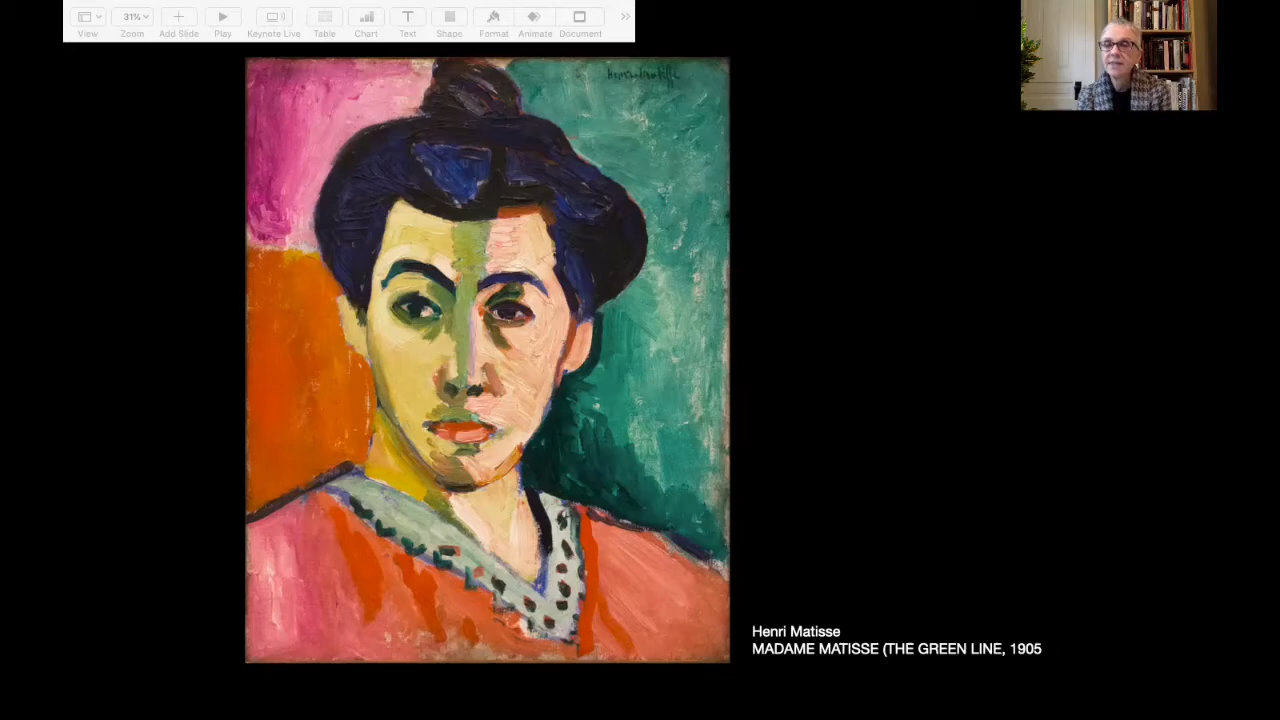 31%
View Zoom Add Slide Play Keynote Live Table Chart Text Shape Format Animate Document
Henri Matisse
MADAME MATISSE (THE GREEN LINE, 1905